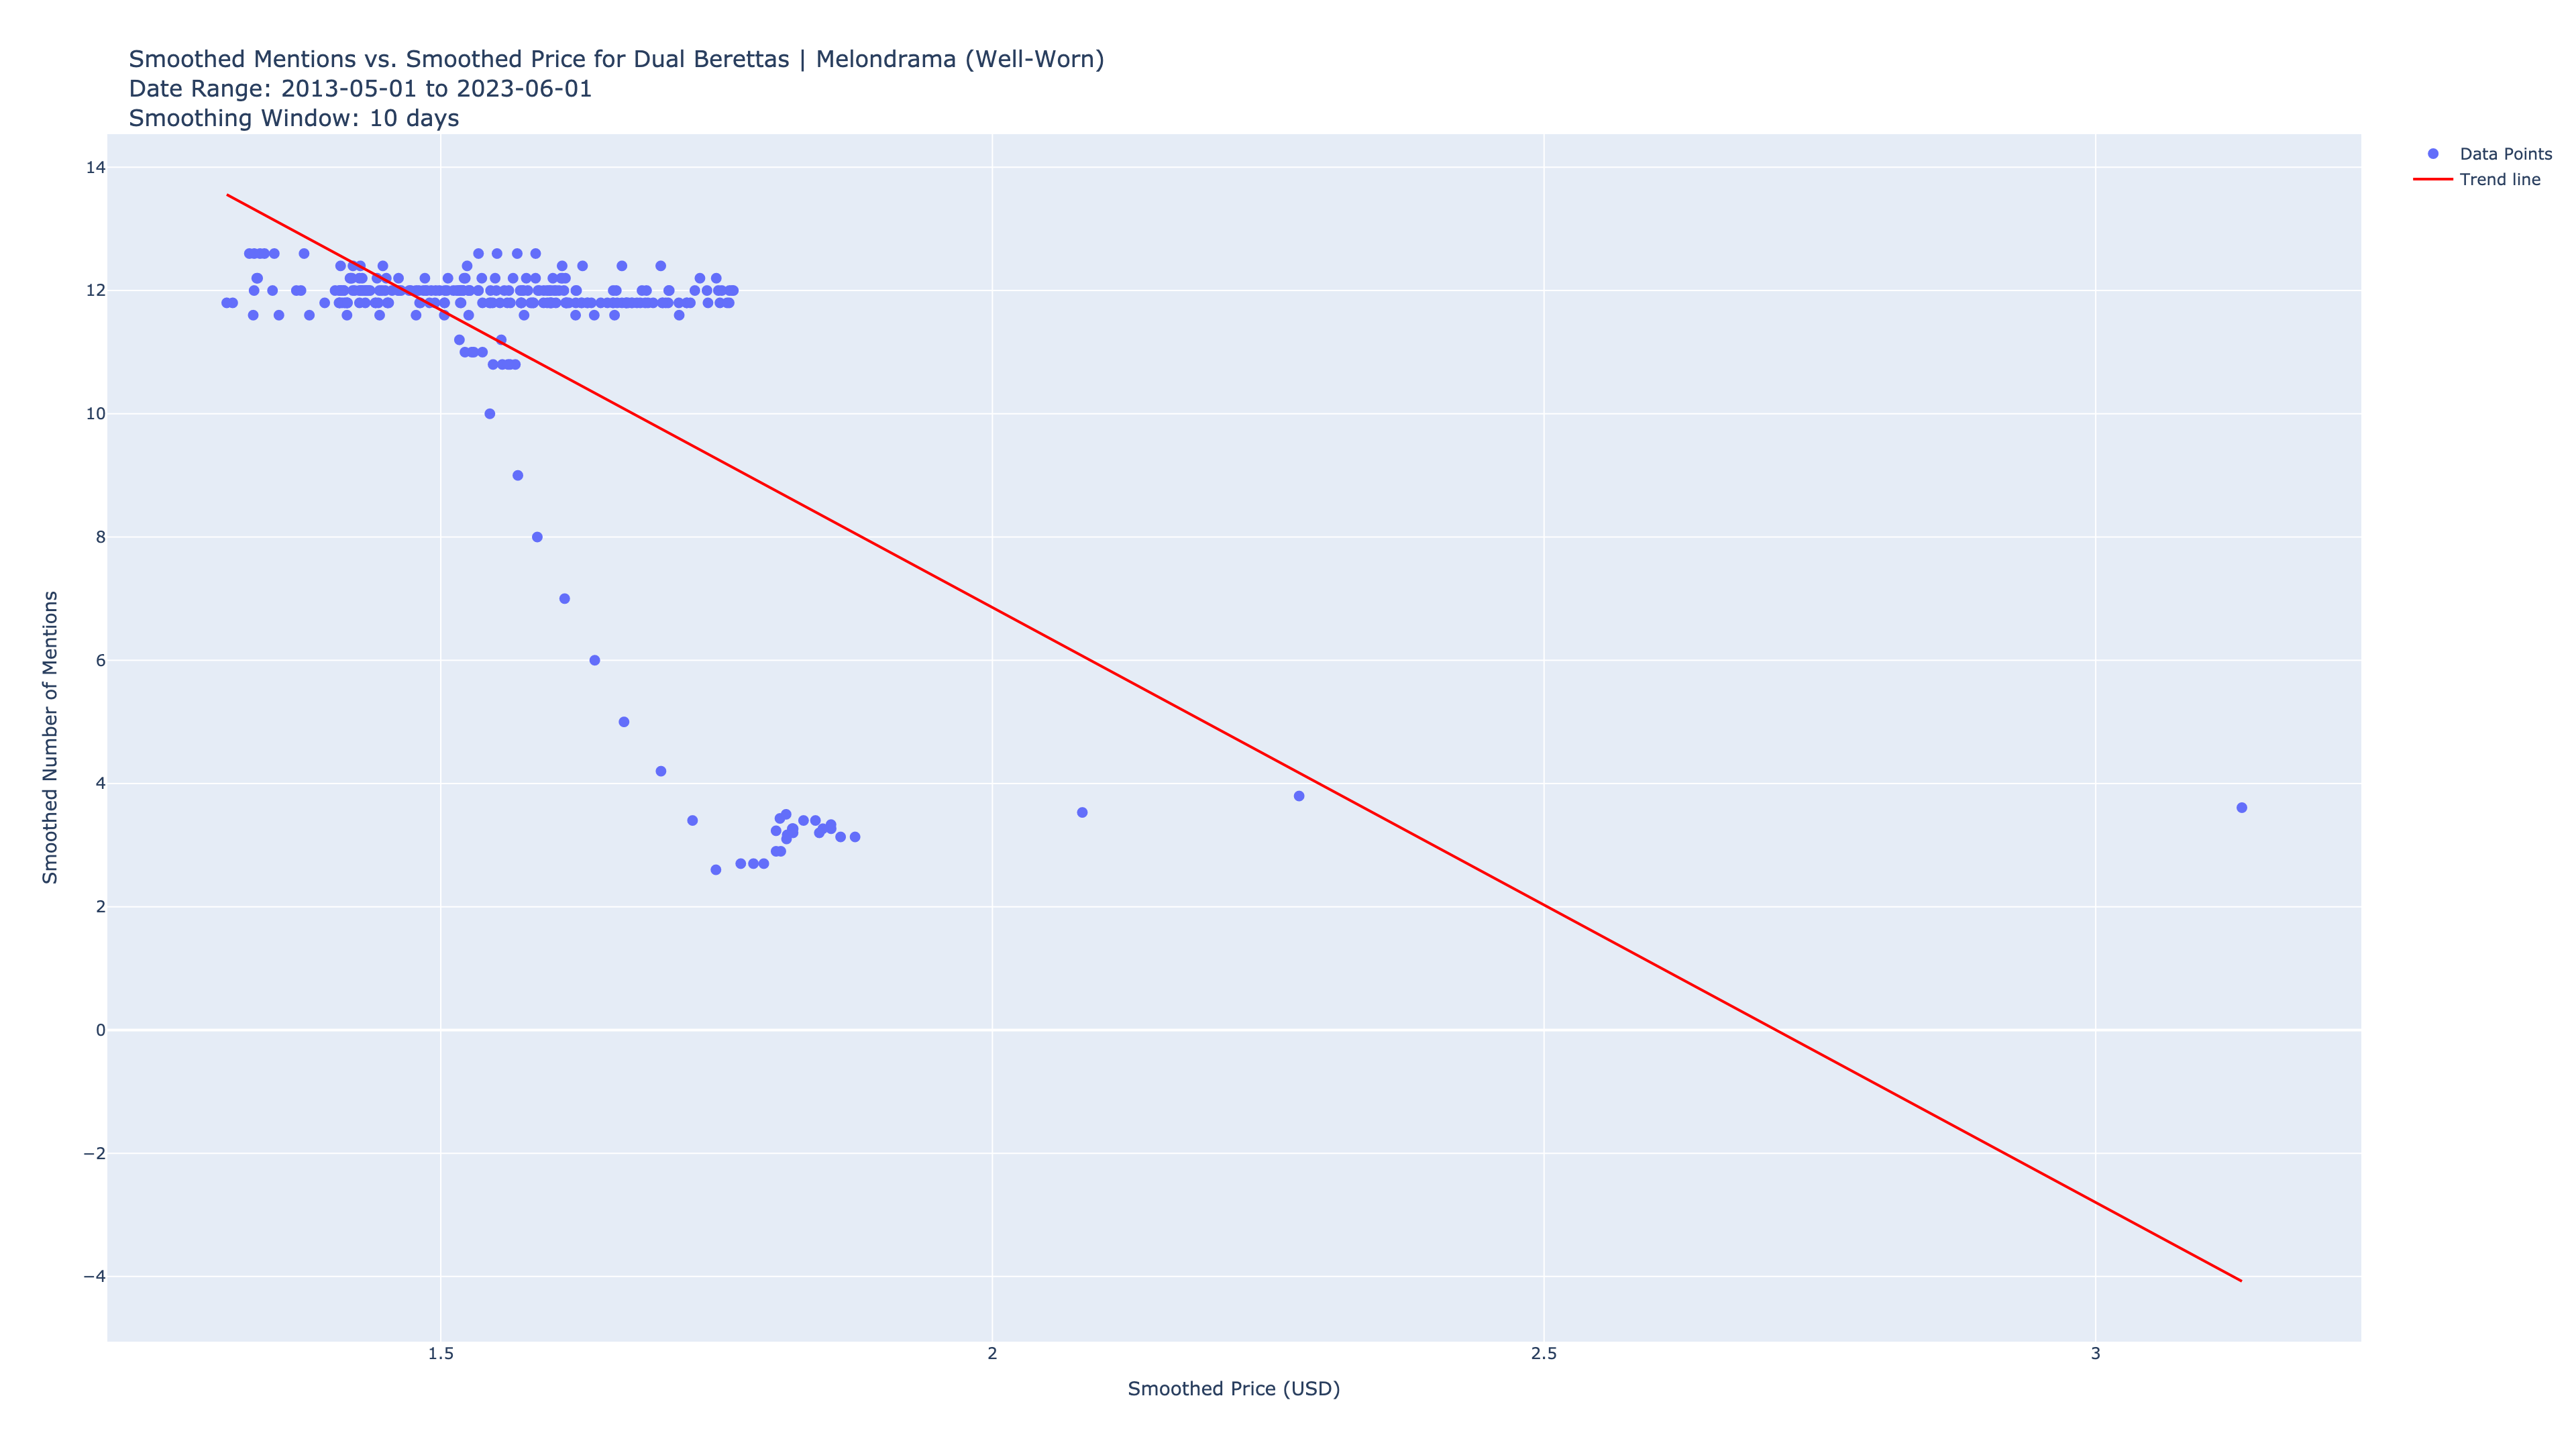 Smoothed Mentions vs. Smoothed Price for Dual Berettas | Melondrama (Well-Worn)
Date Range: 2013-05-01 to 2023-06-01
Smoothing Window: 10 days
Data Points
Trend line
14
12
10
8
6
4
2
0
−2
−4
Smoothed Number of Mentions
1.5
2
2.5
3
Smoothed Price (USD)